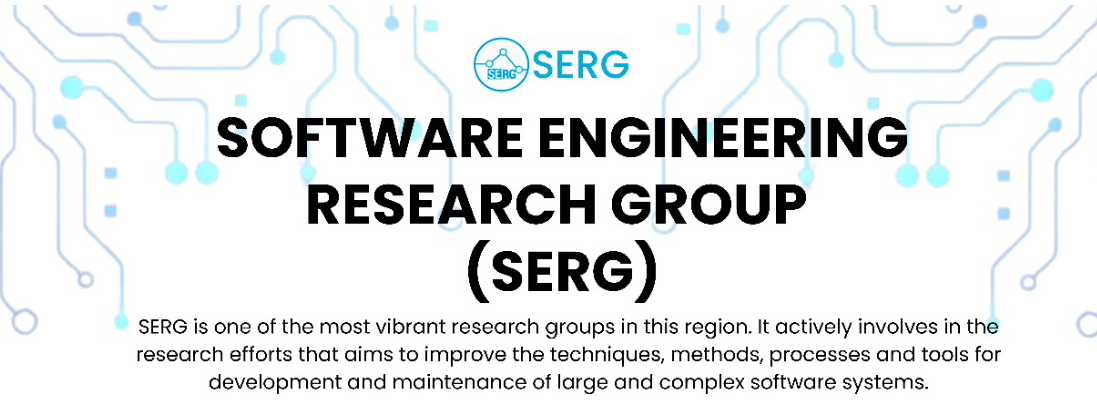 SERG SERG
SOFTWARE ENGINEERING
RESEARCH GROUP
(SERG)
SERG is one of the most vibrant research groups in this region. It actively involves in the
research efforts that aims to improve the techniques, methods, processes and tools for
development and maintenance of large and complex software systems.